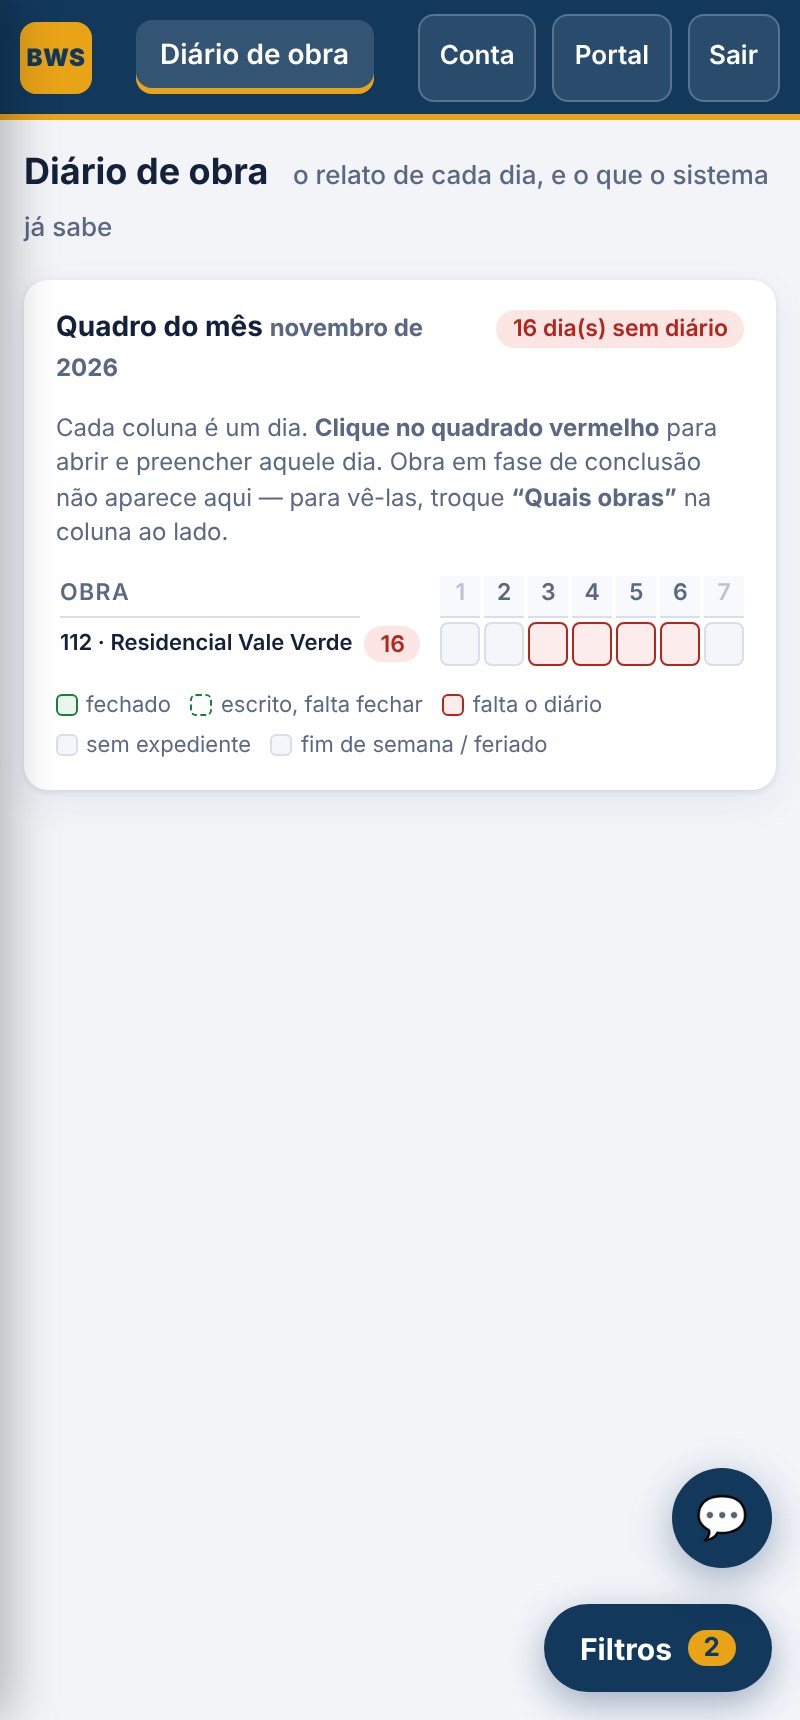 BWS
Diário de obra
Conta
Portal
Sair
Diário de obra o relato de cada dia, e o que o sistema
já sabe
Quadro do mês novembro de
2026
16 dia(s) sem diário
Cada coluna é um dia. Clique no quadrado vermelho para
abrir e preencher aquele dia. Obra em fase de conclusão
não aparece aqui — para vê-las, troque “Quais obras” na
coluna ao lado.
OBRA 1 2 3 4 5 6 7
112 · Residencial Vale Verde 16
fechado escrito, falta fechar falta o diário
sem expediente fim de semana / feriado
Filtros 2